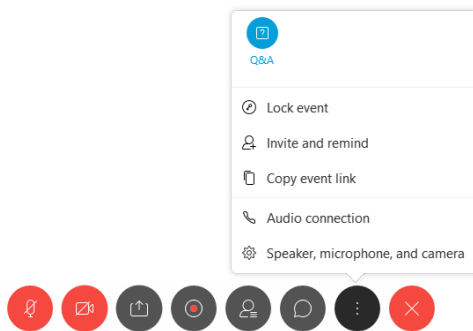 Q&A
Lock event
Invite and remind
Copy event link
Audio connection
Speaker, microphone, and camera